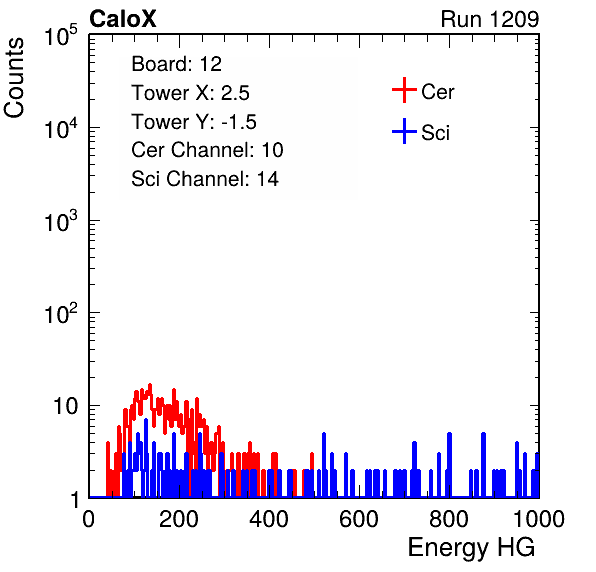 CaloX Run 1209
Counts
10^5
10^4
10^3
10^2
10
1
Board: 12
Tower X: 2.5
Tower Y: -1.5
Cer Channel: 10
Sci Channel: 14
Cer
Sci
0 200 400 600 800 1000
Energy HG